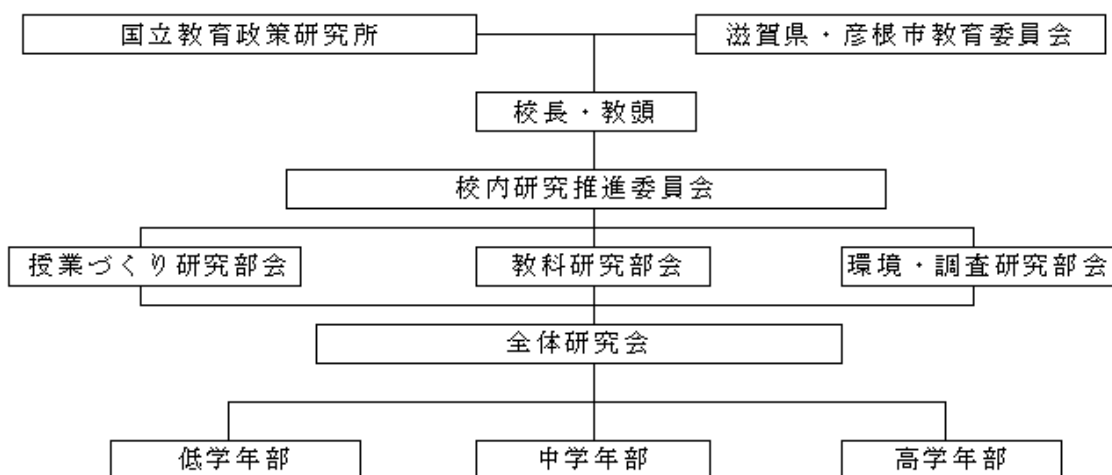 国立教育政策研究所
滋賀県・彦根市教育委員会
校長・教頭
校内研究推進委員会
授業づくり研究部会
教科研究部会
環境・調査研究部会
全体研究会
低学年部
中学年部
高学年部